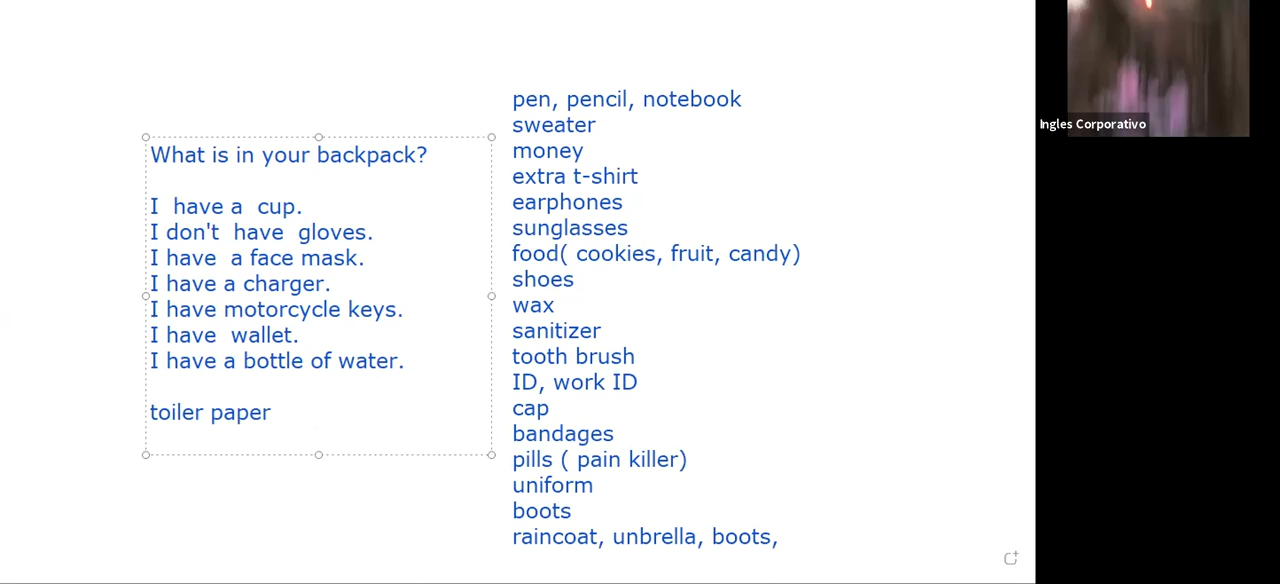 What is in your backpack?
I  have a  cup.
I don't  have  gloves.
I have  a face mask.
I have a charger.
I have motorcycle keys.
I have  wallet.
I have a bottle of water.
toiler paper
pen, pencil, notebook
sweater
money
extra t-shirt
earphones
sunglasses
food( cookies, fruit, candy)
shoes
wax
sanitizer
tooth brush
ID, work ID
cap
bandages
pills ( pain killer)
uniform
boots
raincoat, unbrella, boots,
Ingles Corporativo